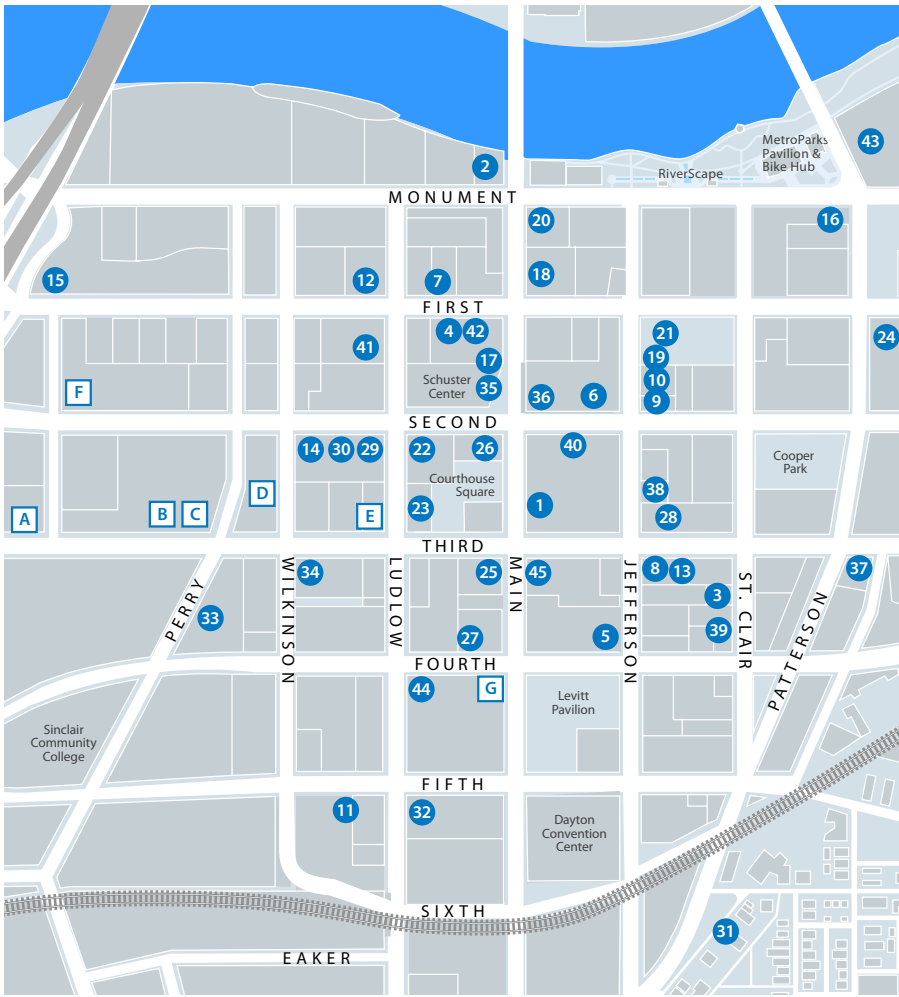 43
MetroParks
Pavilion &
Bike Hub
2
RiverScape
MONUMENT
20
16
15
12
7
18
FIRST
4
42
21
24
41
17
19
Schuster
Center
35
10
F
36
6
9
SECOND
14
30
29
22
26
40
Cooper
Park
Courthouse
Square
D
38
23
1
A
B
C
E
28
THIRD
34
25
45
8
13
37
PERRY
WILKINSON
LUDLOW
MAIN
JEFFERSON
ST. CLAIR
PATTERSON
3
33
27
5
39
FOURTH
44
G
Levitt
Pavilion
Sinclair
Community
College
FIFTH
11
32
Dayton
Convention
Center
SIXTH
31
EAKER